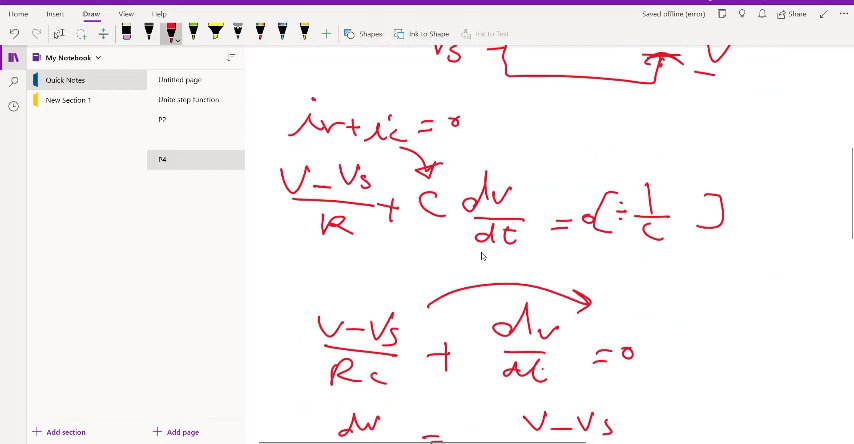 Home Insert Draw View Help
Saved offline (error)
Share
Shapes
Ink to Shape
Ink to Text
My Notebook
Quick Notes
New Section 1
Untitled page
Unite step function
P2
P4
Vs
V
ir + ic = 0
V - Vs / R + C dv / dt = 0 [ ÷ 1 / C ]
V - Vs / Rc + dv / dt = 0
dv = V - Vs
Add section
Add page